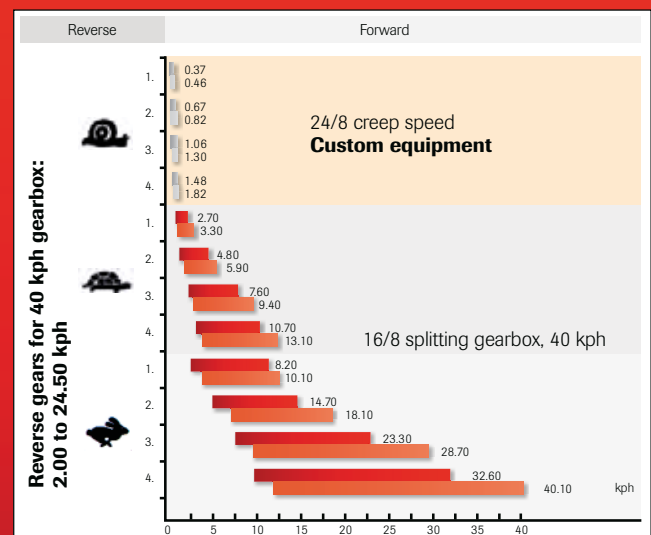 Reverse Forward
Reverse gears for 40 kph gearbox:
2.00 to 24.50 kph
1. 0.37
0.46
2. 0.67
0.82
3. 1.06
1.30
4. 1.48
1.82
24/8 creep speed
Custom equipment
1. 2.70
3.30
2. 4.80
5.90
3. 7.60
9.40
4. 10.70
13.10
16/8 splitting gearbox, 40 kph
1. 8.20
10.10
2. 14.70
18.10
3. 23.30
28.70
4. 32.60
40.10 kph
0 5 10 15 20 25 30 35 40